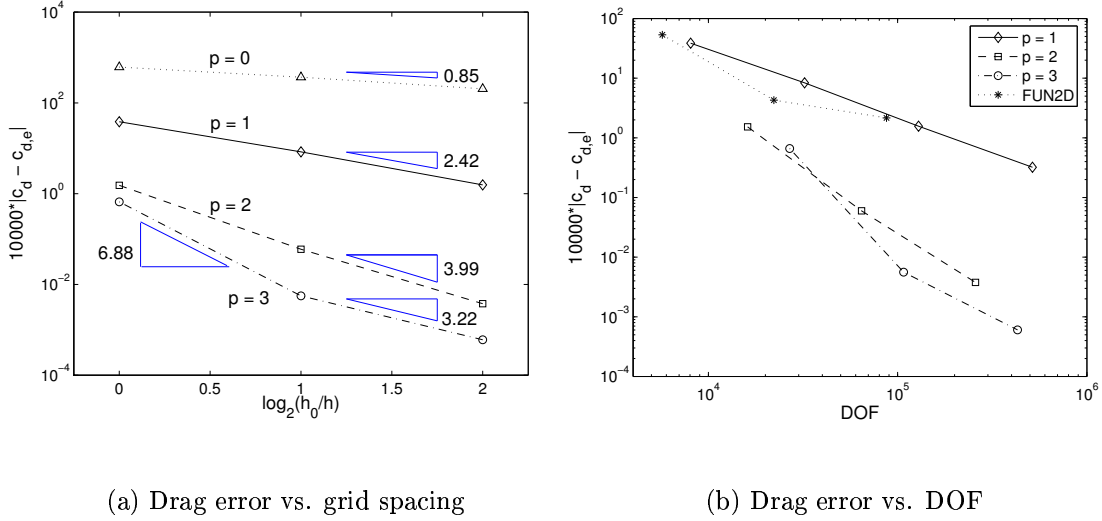 10^4
10^2
10^0
10^{-2}
10^{-4}
10000*|c_d − c_{d,e}|
p = 0
0.85
p = 1
2.42
p = 2
3.99
6.88
p = 3
3.22
0 0.5 1 1.5 2
log_2(h_0/h)
(a) Drag error vs. grid spacing
10^2
10^1
10^0
10^{-1}
10^{-2}
10^{-3}
10^{-4}
10000*|c_d − c_{d,e}|
p = 1
p = 2
p = 3
FUN2D
10^4 10^5 10^6
DOF
(b) Drag error vs. DOF